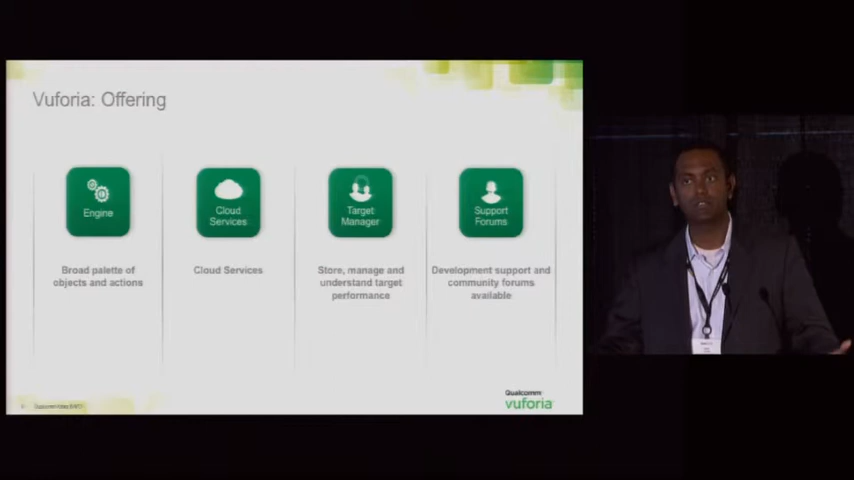 Vuforia: Offering
Engine
Cloud
Services
Target
Manager
Support
Forums
Broad palette of
objects and actions
Cloud Services
Store, manage and
understand target
performance
Development support and
community forums
available
Qualcomm
vuforia